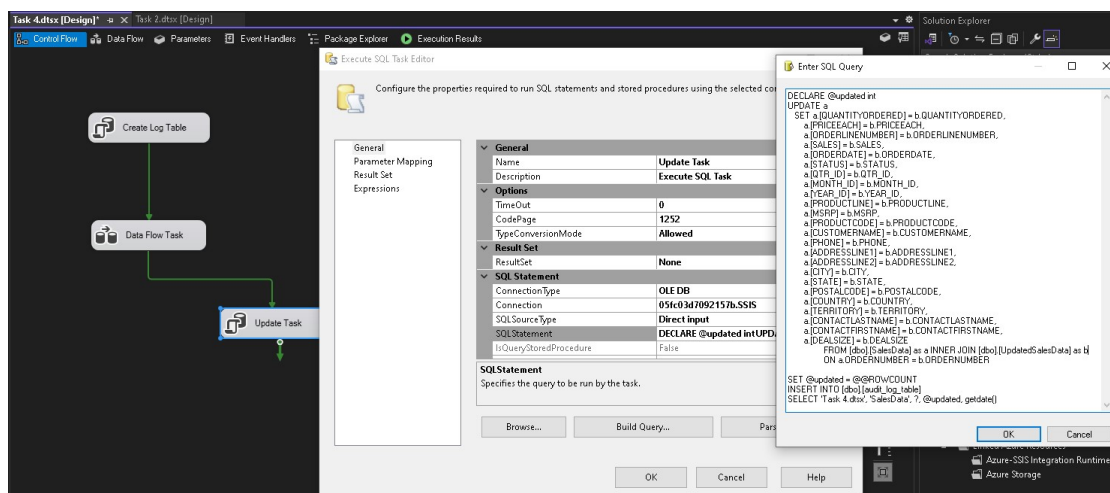 Task 4.dtsx [Design]* Task 2.dtsx [Design]
Solution Explorer
Control Flow Data Flow Parameters Event Handlers Package Explorer Execution Results
Execute SQL Task Editor
Configure the properties required to run SQL statements and stored procedures using the selected
General
Parameter Mapping
Result Set
Expressions
General
Name Update Task
Description Execute SQL Task
Options
TimeOut 0
CodePage 1252
TypeConversionMode Allowed
Result Set
ResultSet None
SQL Statement
ConnectionType OLE DB
Connection 05fc03d7092157b.SSIS
SQLSourceType Direct input
SQLStatement DECLARE @updated intUPD
IsQueryStoredProcedure False
SQLStatement
Specifies the query to be run by the task.
Browse... Build Query... Pars
OK Cancel Help
Create Log Table
Data Flow Task
Update Task
Enter SQL Query
DECLARE @updated int
UPDATE a
SET a.[QUANTITYORDERED] = b.QUANTITYORDERED,
a.[PRICEEACH] = b.PRICEEACH,
a.[ORDERLINENUMBER] = b.ORDERLINENUMBER,
a.[SALES] = b.SALES,
a.[ORDERDATE] = b.ORDERDATE,
a.[STATUS] = b.STATUS,
a.[QTR_ID] = b.QTR_ID,
a.[MONTH_ID] = b.MONTH_ID,
a.[YEAR_ID] = b.YEAR_ID,
a.[PRODUCTLINE] = b.PRODUCTLINE,
a.[MSRP] = b.MSRP,
a.[PRODUCTCODE] = b.PRODUCTCODE,
a.[CUSTOMERNAME] = b.CUSTOMERNAME,
a.[PHONE] = b.PHONE,
a.[ADDRESSLINE1] = b.ADDRESSLINE1,
a.[ADDRESSLINE2] = b.ADDRESSLINE2,
a.[CITY] = b.CITY,
a.[STATE] = b.STATE,
a.[POSTALCODE] = b.POSTALCODE,
a.[COUNTRY] = b.COUNTRY,
a.[TERRITORY] = b.TERRITORY,
a.[CONTACTLASTNAME] = b.CONTACTLASTNAME,
a.[CONTACTFIRSTNAME] = b.CONTACTFIRSTNAME,
a.[DEALSIZE] = b.DEALSIZE
FROM [dbo].[SalesData] as a INNER JOIN [dbo].[UpdatedSalesData] as b
ON a.ORDERNUMBER = b.ORDERNUMBER
SET @updated = @@ROWCOUNT
INSERT INTO [dbo].[audit_log_table]
SELECT 'Task 4.dtsx', 'SalesData', ?, @updated, getdate()
OK Cancel
Azure-SSIS Integration Runtime
Azure Storage